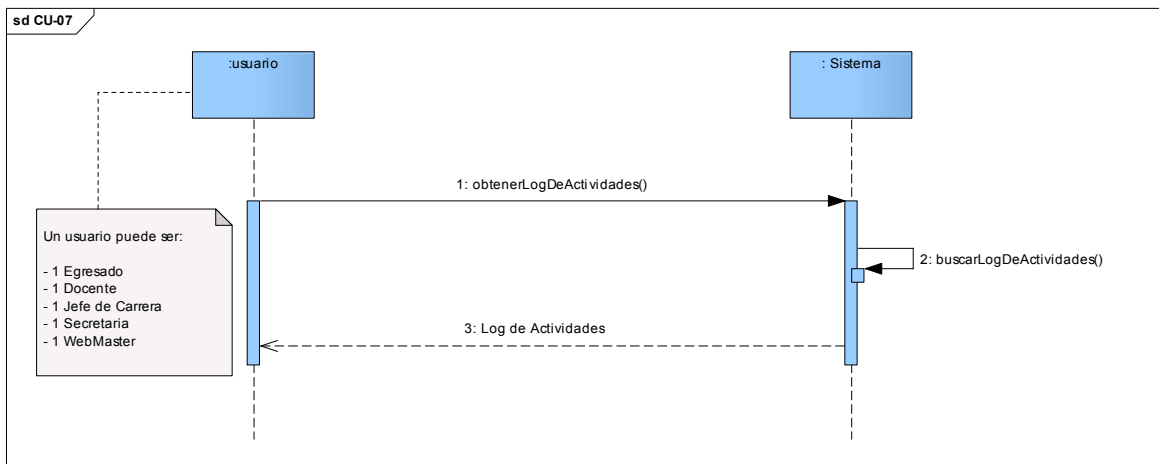 sd CU-07
:usuario
: Sistema
1: obtenerLogDeActividades()
Un usuario puede ser:
- 1 Egresado
- 1 Docente
- 1 Jefe de Carrera
- 1 Secretaria
- 1 WebMaster
2: buscarLogDeActividades()
3: Log de Actividades